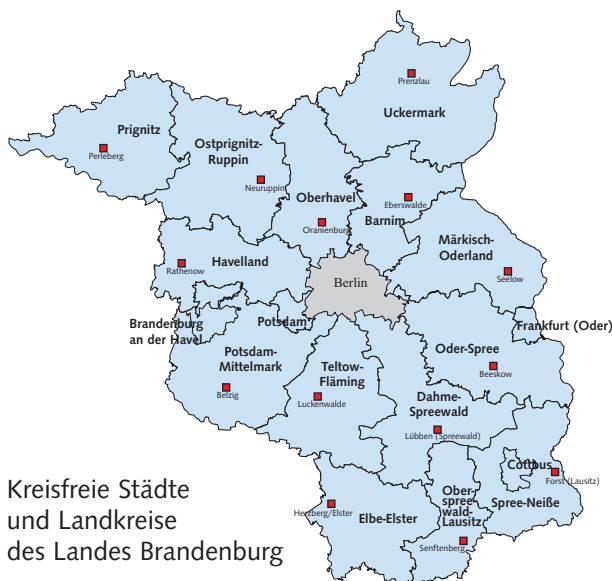 Prenzlau
Uckermark
Prignitz
Perleberg
Ostprignitz-
Ruppin
Neuruppin
Oberhavel
Oranienburg
Eberswalde
Barnim
Märkisch-
Oderland
Seelow
Havelland
Rathenow
Berlin
Brandenburg
an der Havel
Potsdam
Frankfurt (Oder)
Potsdam-
Mittelmark
Belzig
Teltow-
Fläming
Luckenwalde
Oder-Spree
Beeskow
Dahme-
Spreewald
Lübben (Spreewald)
Cottbus
Forst (Lausitz)
Spree-Neiße
Ober-
spree-
wald-
Lausitz
Senftenberg
Herzberg/Elster
Elbe-Elster
Kreisfreie Städte
und Landkreise
des Landes Brandenburg